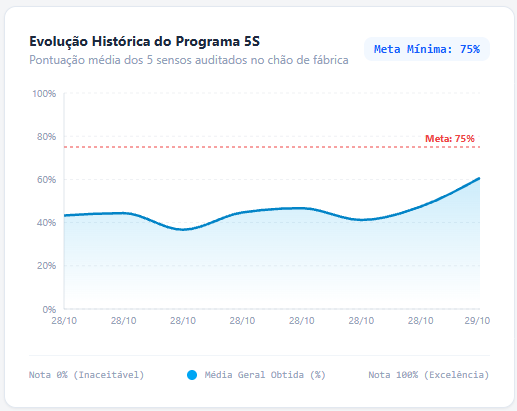 Evolução Histórica do Programa 5S
Pontuação média dos 5 sensos auditados no chão de fábrica
Meta Mínima: 75%
100%
80%
Meta: 75%
60%
40%
20%
0%
28/10 28/10 28/10 28/10 28/10 28/10 28/10 29/10
Nota 0% (Inaceitável) Média Geral Obtida (%) Nota 100% (Excelência)